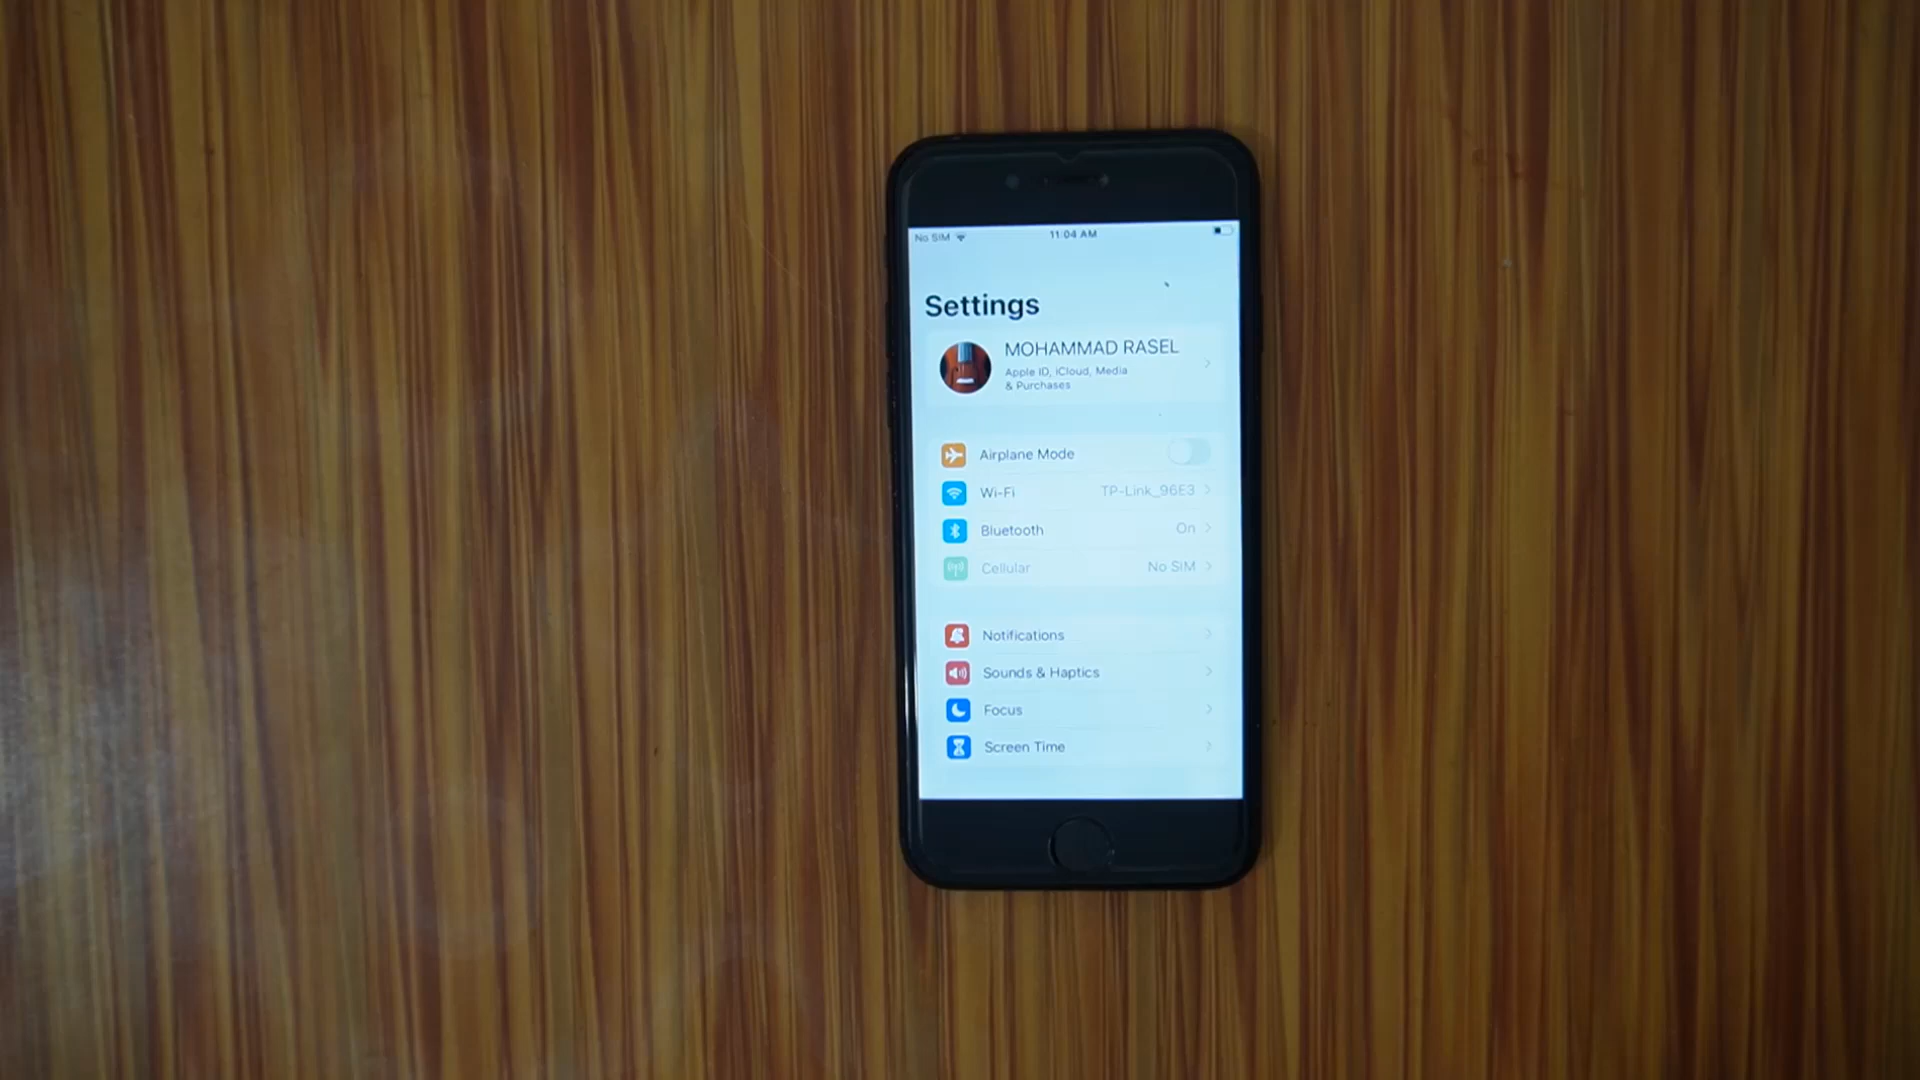 No SIM
11:04 AM
Settings
MOHAMMAD RASEL
Apple ID, iCloud, Media
& Purchases
Airplane Mode
Wi-Fi TP-Link_96E3
Bluetooth On
Cellular No SIM
Notifications
Sounds & Haptics
Focus
Screen Time